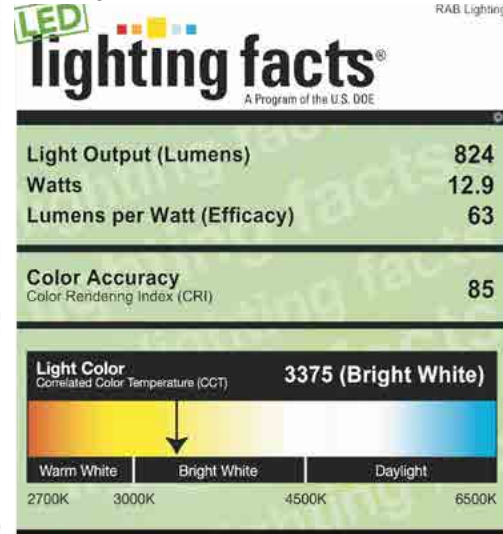 RAB Lighting
LED
lighting facts®
A Program of the U.S. DOE
Light Output (Lumens) 824
Watts 12.9
Lumens per Watt (Efficacy) 63
Color Accuracy
Color Rendering Index (CRI) 85
Light Color
Correlated Color Temperature (CCT) 3375 (Bright White)
Warm White Bright White Daylight
2700K 3000K 4500K 6500K